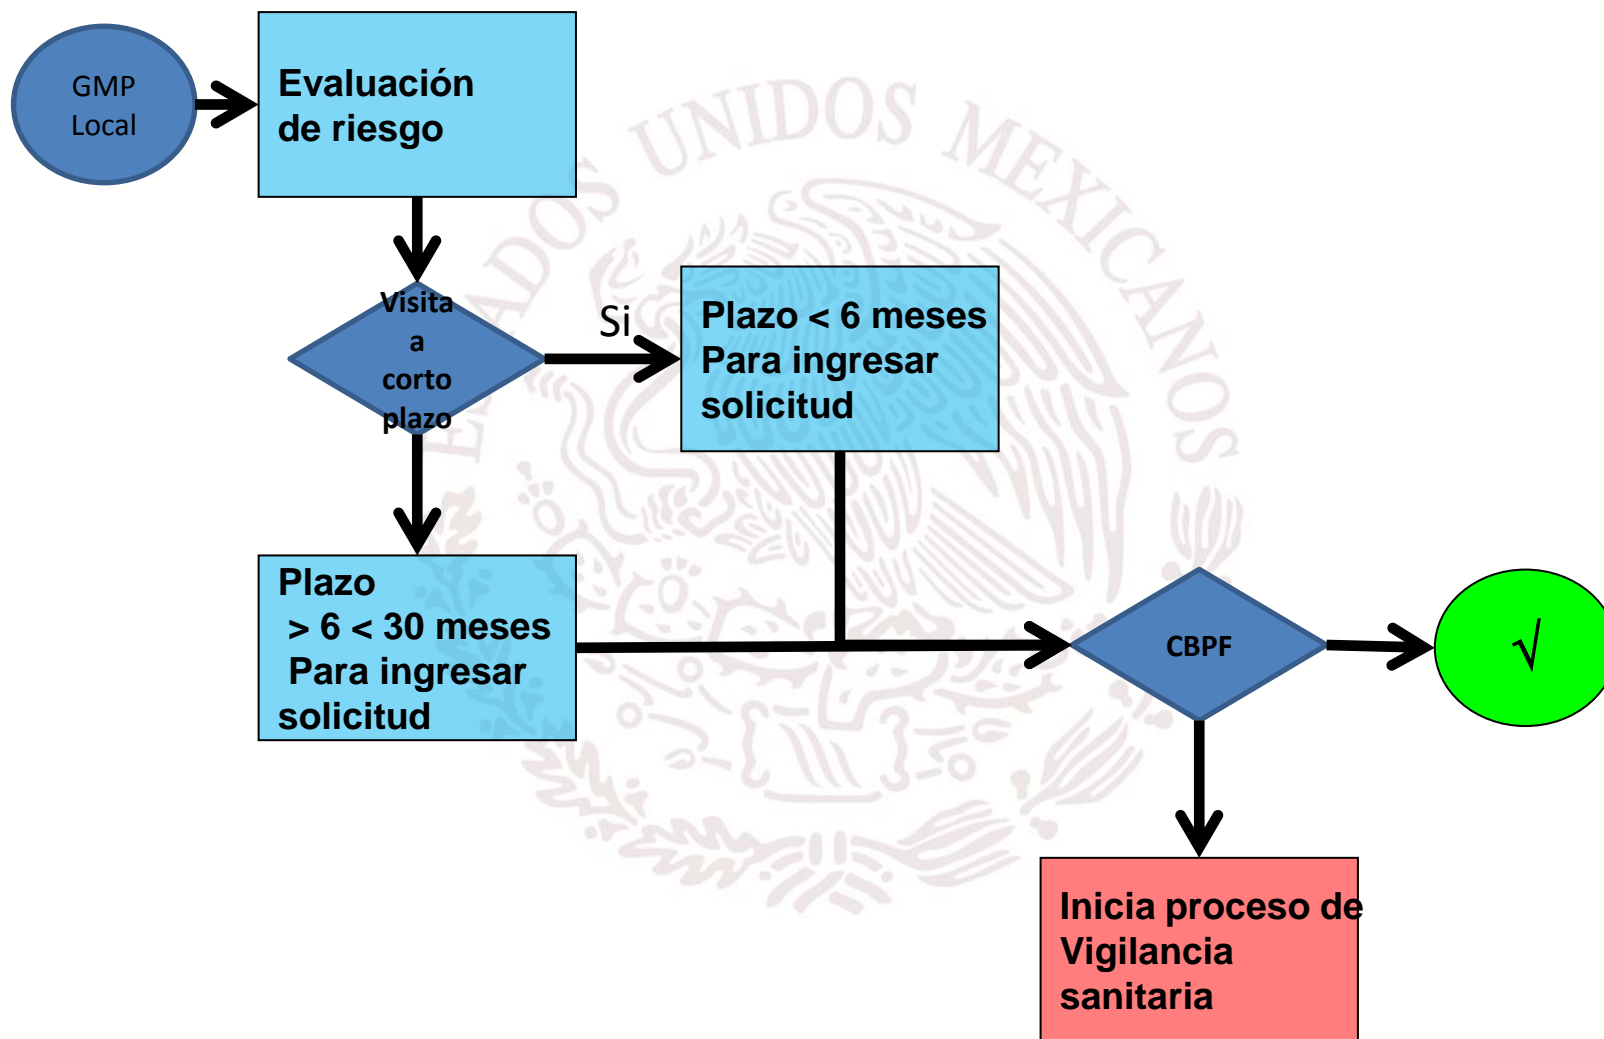 GMP
Local
Evaluación
de riesgo
Visita
a
corto
plazo
Si
Plazo < 6 meses
Para ingresar
solicitud
Plazo
> 6 < 30 meses
Para ingresar
solicitud
CBPF
√
Inicia proceso de
Vigilancia
sanitaria
ESTADOS UNIDOS MEXICANOS